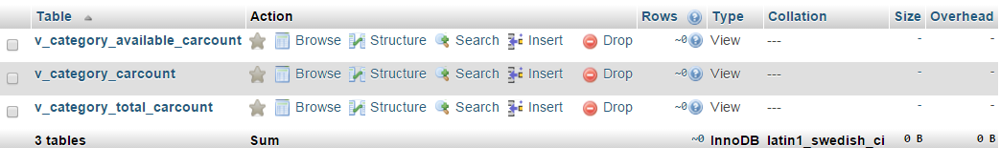 Table Action Rows Type Collation Size Overhead
v_category_available_carcount Browse Structure Search Insert Drop ~0 View --- - -
v_category_carcount Browse Structure Search Insert Drop ~0 View --- - -
v_category_total_carcount Browse Structure Search Insert Drop ~0 View --- - -
3 tables Sum ~0 InnoDB latin1_swedish_ci 0 B 0 B